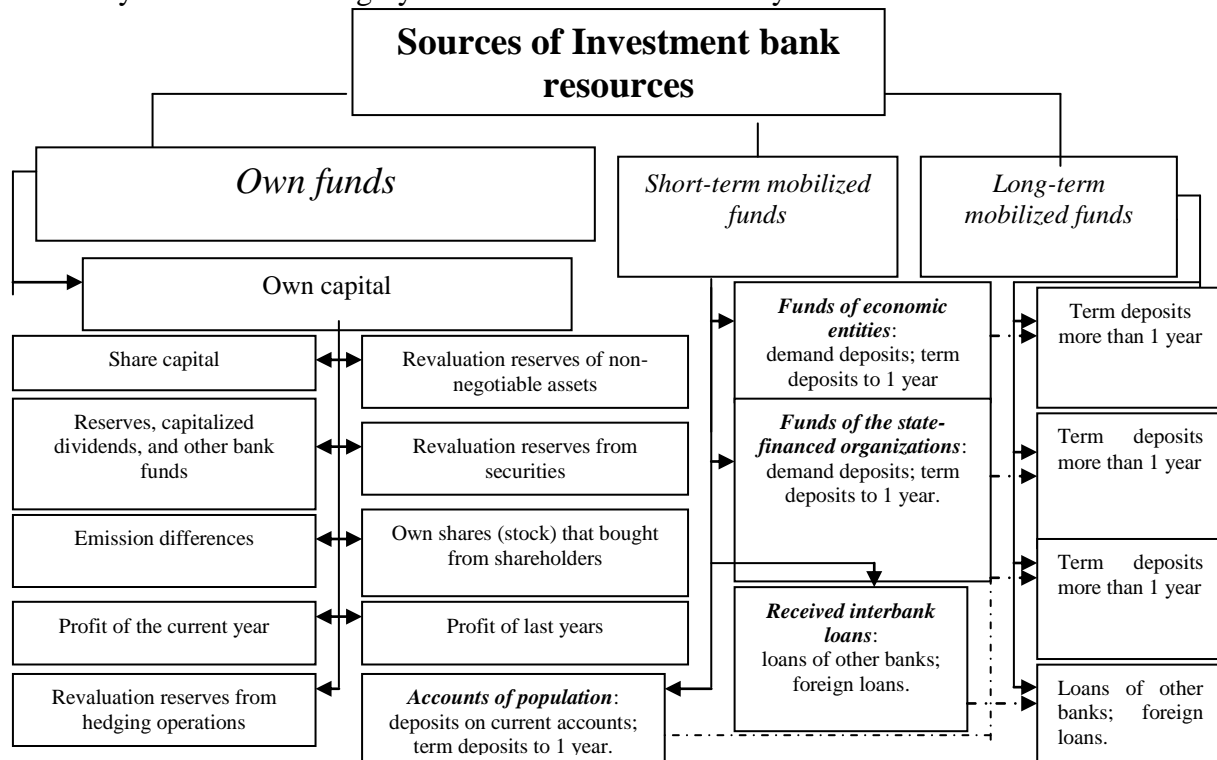 Sources of Investment bank
resources
Own funds
Short-term mobilized
funds
Long-term
mobilized funds
Own capital
Share capital
Revaluation reserves of non-
negotiable assets
Reserves, capitalized
dividends, and other bank
funds
Revaluation reserves from
securities
Emission differences
Own shares (stock) that bought
from shareholders
Profit of the current year
Profit of last years
Revaluation reserves from
hedging operations
Accounts of population:
deposits on current accounts;
term deposits to 1 year.
Funds of economic
entities:
demand deposits; term
deposits to 1 year
Funds of the state-
financed organizations:
demand deposits; term
deposits to 1 year.
Received interbank
loans:
loans of other banks;
foreign loans.
Term deposits
more than 1 year
Term deposits
more than 1 year
Term deposits
more than 1 year
Loans of other
banks; foreign
loans.